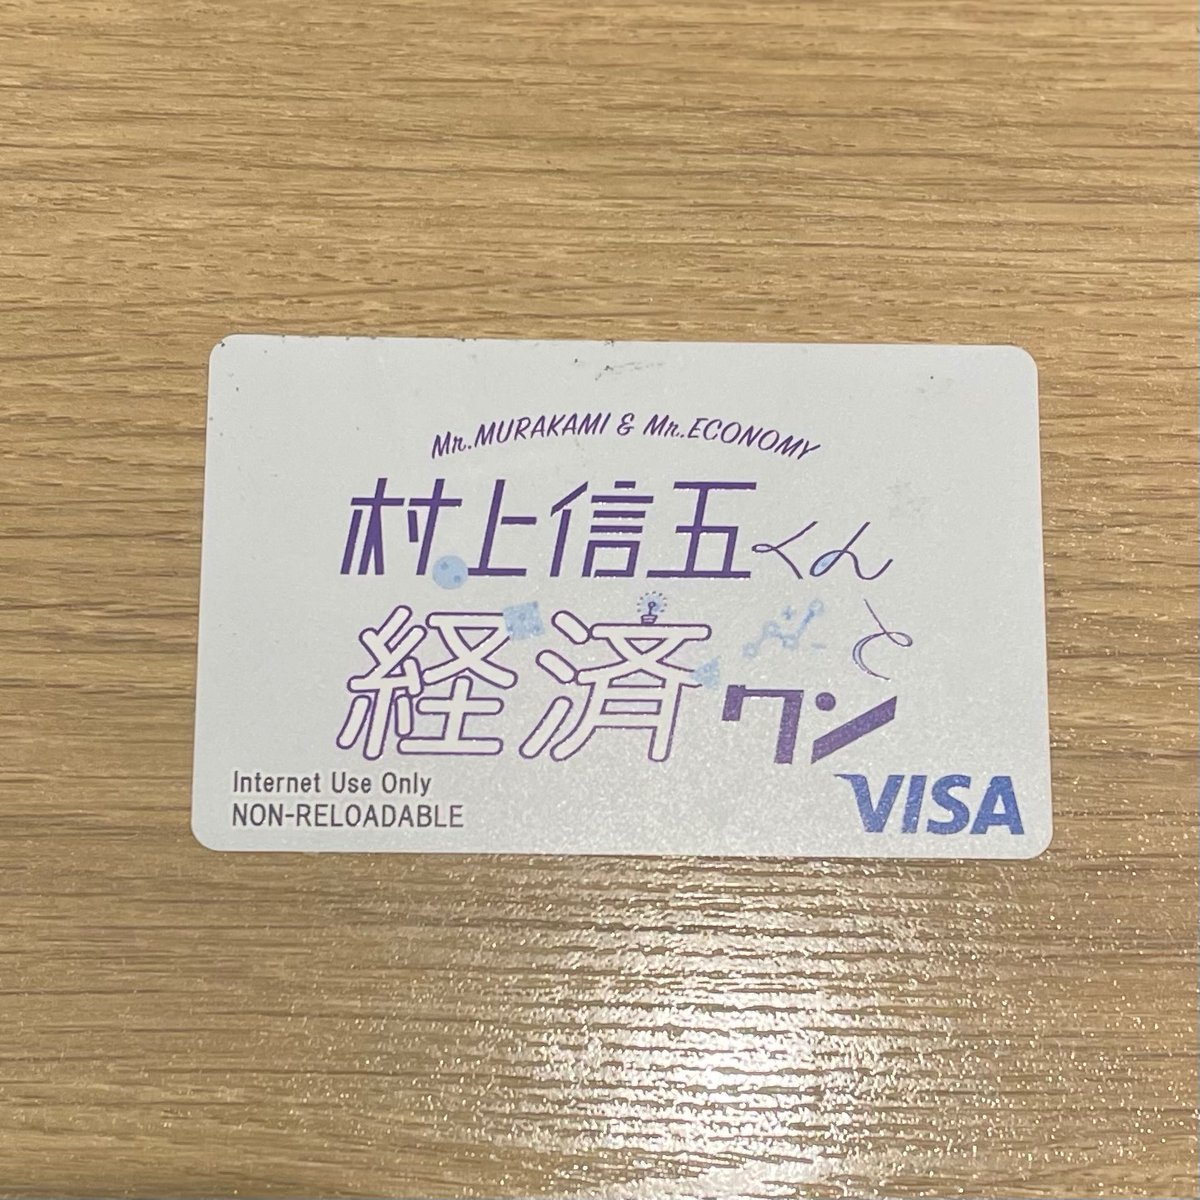 Mr.MURAKAMI & Mr.ECONOMY
村上信五くん
と
経済クン
Internet Use Only
NON-RELOADABLE
VISA